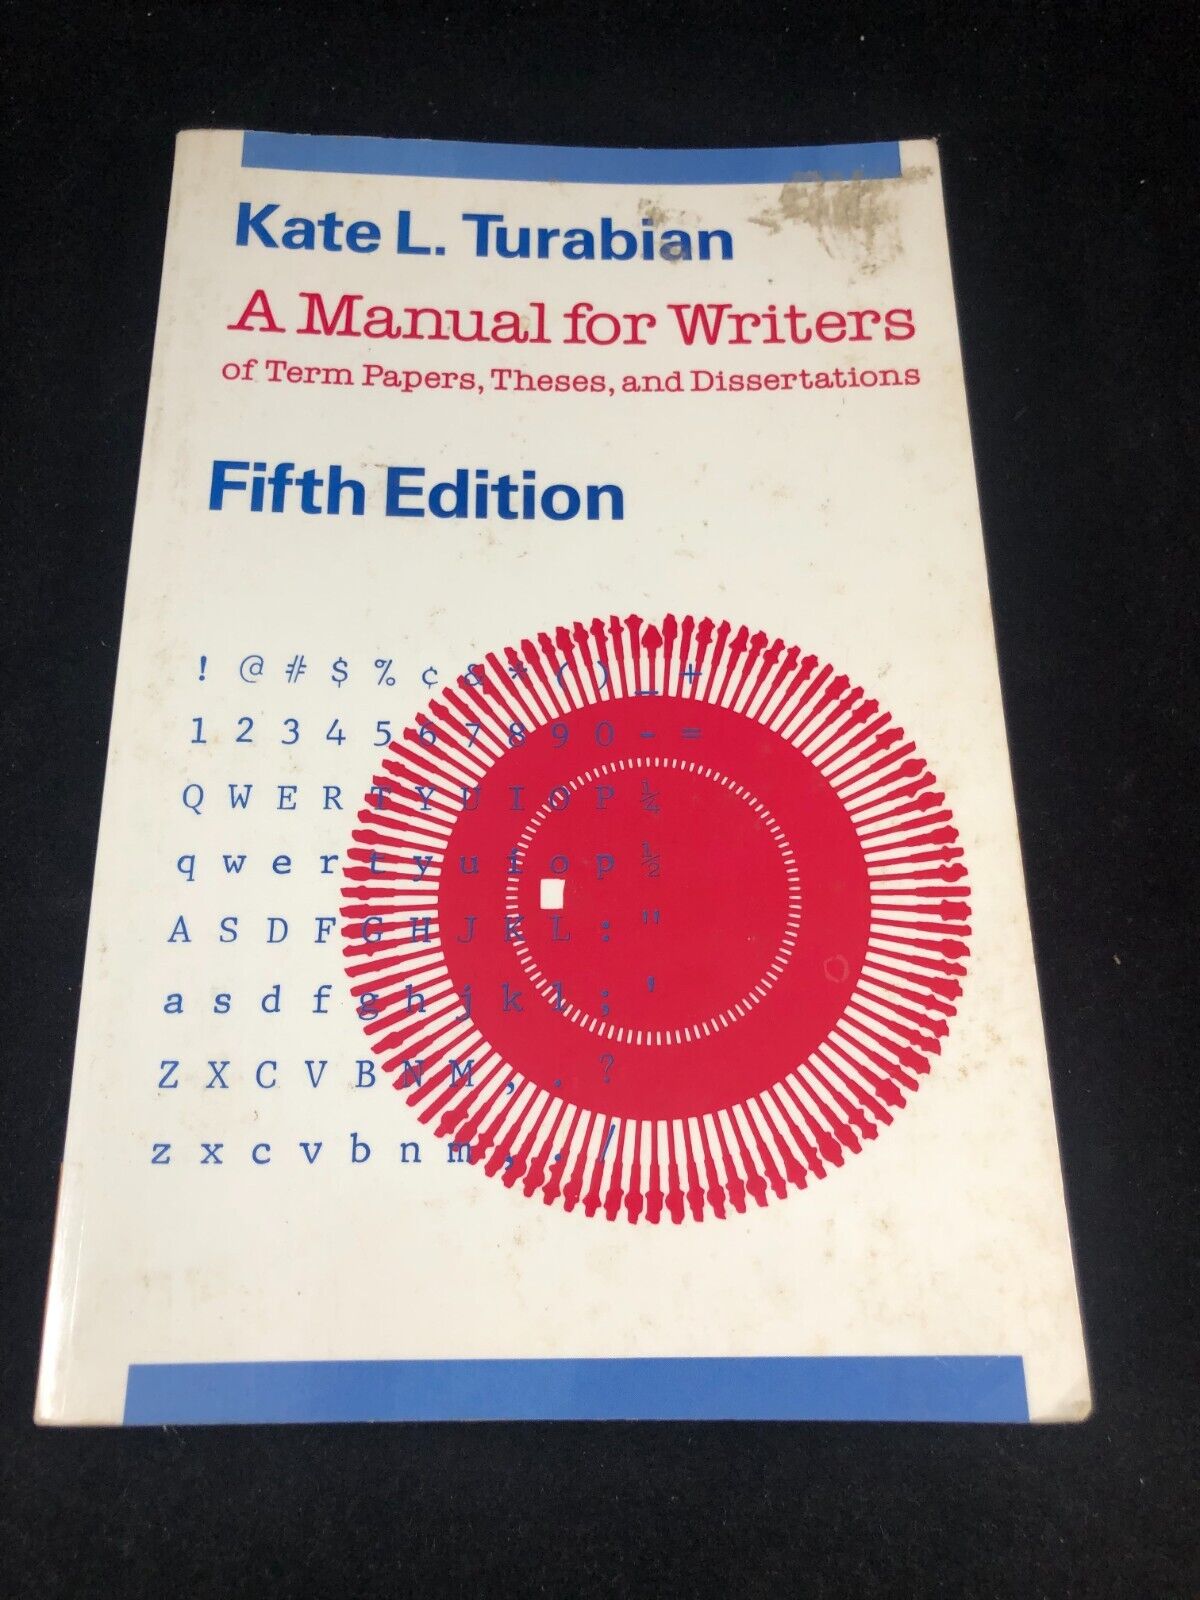 Kate L. Turabian
A Manual for Writers
of Term Papers, Theses, and Dissertations
Fifth Edition
! @ # $ % ¢ & * ( ) _ +
1 2 3 4 5 6 7 8 9 0 - =
Q W E R T Y U I O P ¼
q w e r t y u i o p ½
A S D F G H J K L : "
a s d f g h j k l ; '
Z X C V B N M , . ?
z x c v b n m , . /